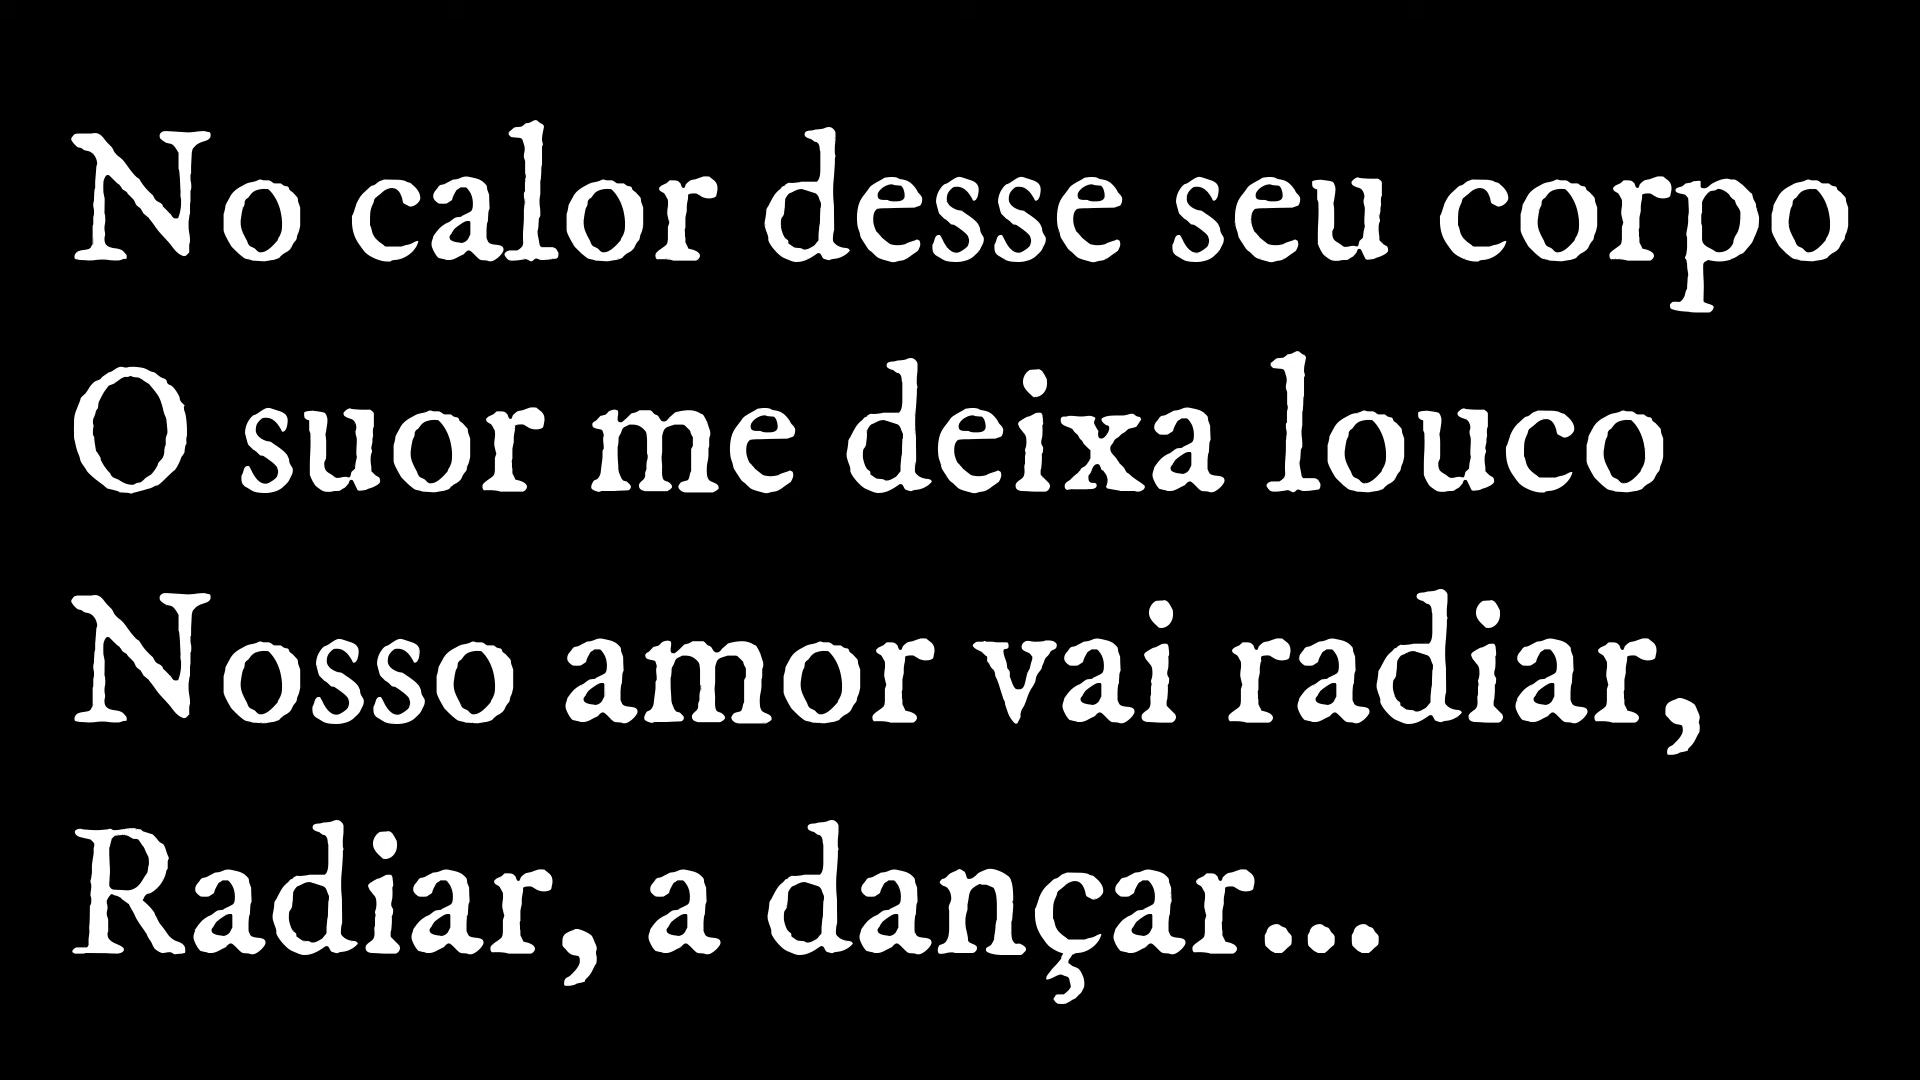 No calor desse seu corpo
O suor me deixa louco
Nosso amor vai radiar,
Radiar, a dançar...